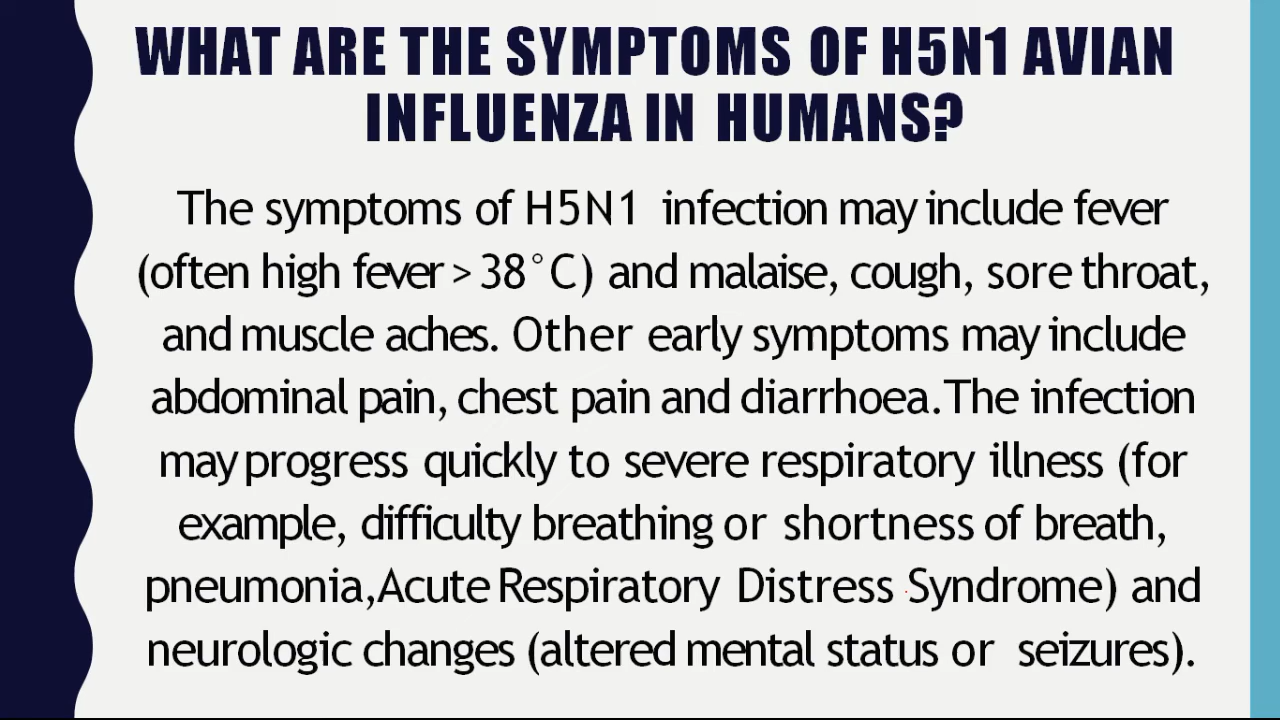 WHAT ARE THE SYMPTOMS OF H5N1 AVIAN
INFLUENZA IN HUMANS?
The symptoms of H5N1 infection may include fever
(often high fever > 38°C) and malaise, cough, sore throat,
and muscle aches. Other early symptoms may include
abdominal pain, chest pain and diarrhoea.The infection
may progress quickly to severe respiratory illness (for
example, difficulty breathing or shortness of breath,
pneumonia,Acute Respiratory Distress Syndrome) and
neurologic changes (altered mental status or seizures).